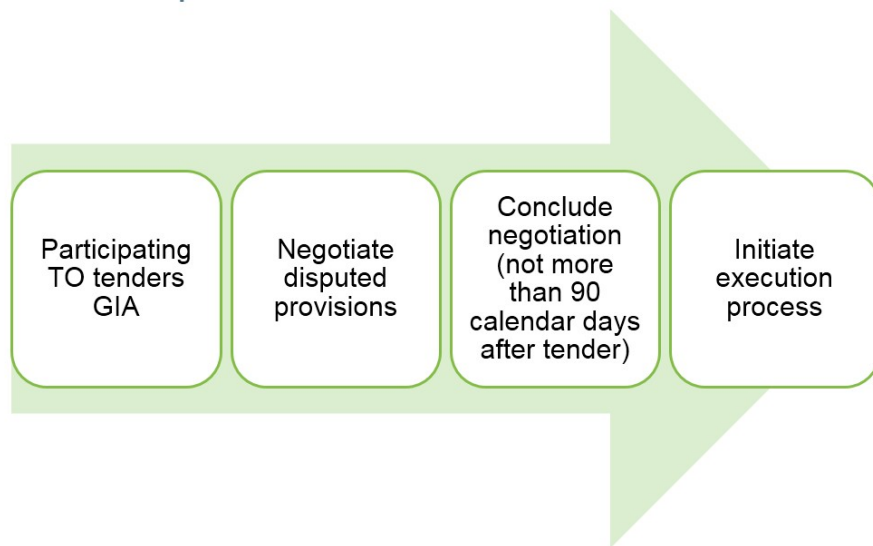 Participating
TO tenders
GIA
Negotiate
disputed
provisions
Conclude
negotiation
(not more
than 90
calendar days
after tender)
Initiate
execution
process